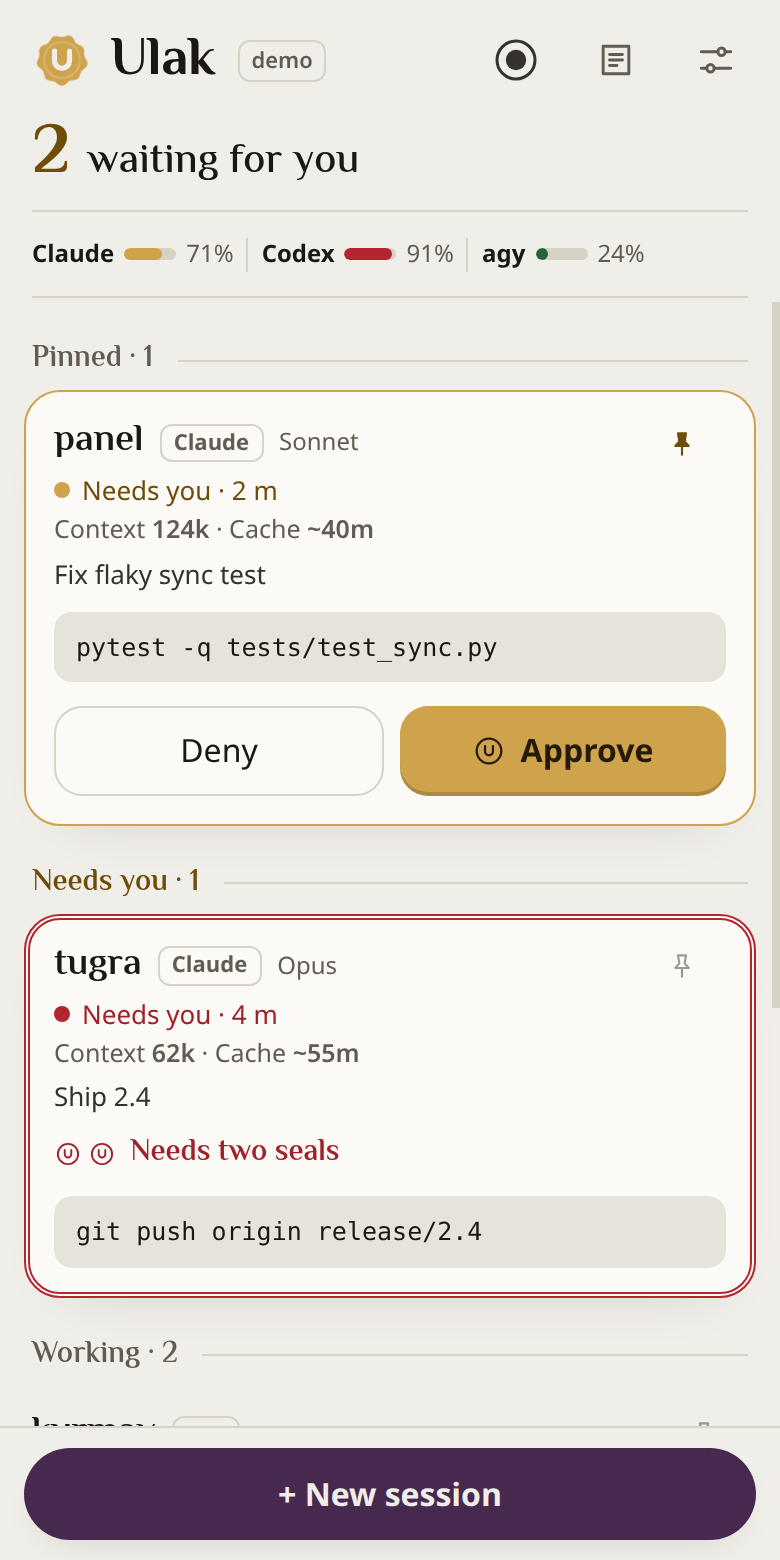 Ulak demo
2 waiting for you
Claude 71% Codex 91% agy 24%
Pinned · 1
panel Claude Sonnet
Needs you · 2 m
Context 124k · Cache ~40m
Fix flaky sync test
pytest -q tests/test_sync.py
Deny Approve
Needs you · 1
tugra Claude Opus
Needs you · 4 m
Context 62k · Cache ~55m
Ship 2.4
Needs two seals
git push origin release/2.4
Working · 2
+ New session